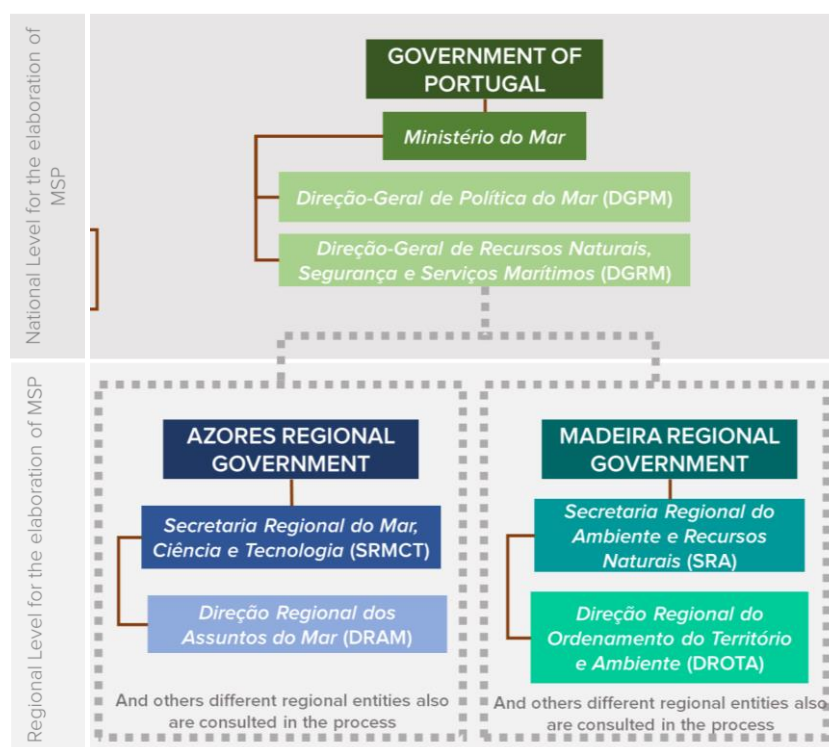 National Level for the elaboration of
MSP
GOVERNMENT OF
PORTUGAL
Ministério do Mar
Direção-Geral de Política do Mar (DGPM)
Direção-Geral de Recursos Naturais,
Segurança e Serviços Marítimos (DGRM)
Regional Level for the elaboration of MSP
AZORES REGIONAL
GOVERNMENT
Secretaria Regional do Mar,
Ciência e Tecnologia (SRMCT)
Direção Regional dos
Assuntos do Mar (DRAM)
And others different regional entities also
are consulted in the process
MADEIRA REGIONAL
GOVERNMENT
Secretaria Regional do
Ambiente e Recursos
Naturais (SRA)
Direção Regional do
Ordenamento do Território
e Ambiente (DROTA)
And others different regional entities also
are consulted in the process